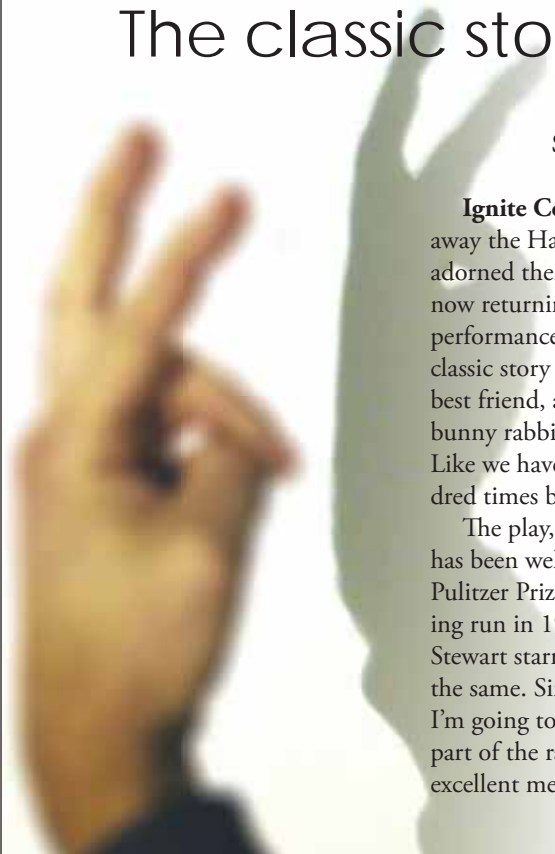 The classic sto
s
Ignite Co
away the Ha
adorned the
now returnin
performance
classic story
best friend, a
bunny rabbi
Like we have
dred times b
The play,
has been wel
Pulitzer Priz
ing run in 1
Stewart starr
the same. Si
I'm going to
part of the ra
excellent me